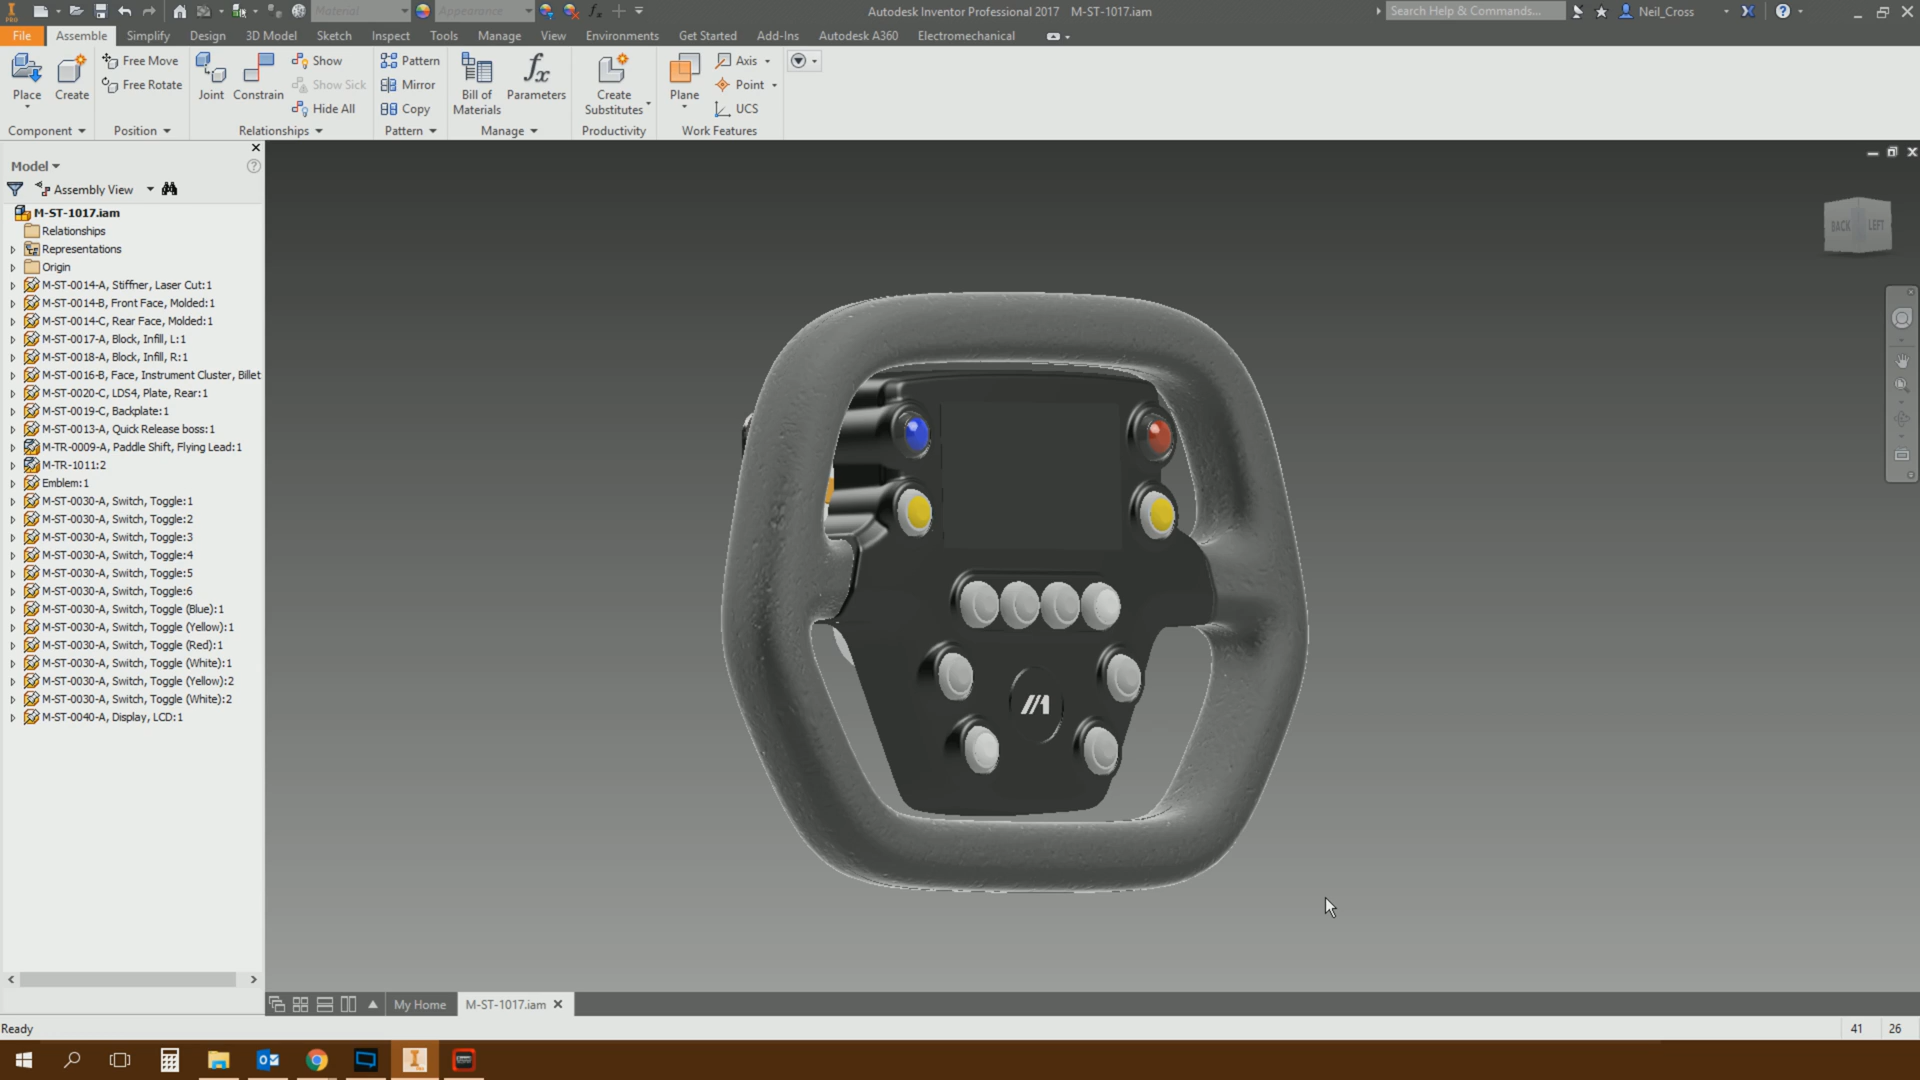 PRO
Material
Appearance
fx
Autodesk Inventor Professional 2017 M-ST-1017.iam
Search Help & Commands...
Neil_Cross
File Assemble Simplify Design 3D Model Sketch Inspect Tools Manage View Environments Get Started Add-Ins Autodesk A360 Electromechanical
Place
Create
Free Move
Free Rotate
Joint
Constrain
Show
Show Sick
Hide All
Pattern
Mirror
Copy
Bill of
Materials
fx
Parameters
Create
Substitutes
Plane
Axis
Point
UCS
Component Position Relationships Pattern Manage Productivity Work Features
Model
Assembly View
M-ST-1017.iam
Relationships
Representations
Origin
M-ST-0014-A, Stiffner, Laser Cut:1
M-ST-0014-B, Front Face, Molded:1
M-ST-0014-C, Rear Face, Molded:1
M-ST-0017-A, Block, Infill, L:1
M-ST-0018-A, Block, Infill, R:1
M-ST-0016-B, Face, Instrument Cluster, Billet
M-ST-0020-C, LDS4, Plate, Rear:1
M-ST-0019-C, Backplate:1
M-ST-0013-A, Quick Release boss:1
M-TR-0009-A, Paddle Shift, Flying Lead:1
M-TR-1011:2
Emblem:1
M-ST-0030-A, Switch, Toggle:1
M-ST-0030-A, Switch, Toggle:2
M-ST-0030-A, Switch, Toggle:3
M-ST-0030-A, Switch, Toggle:4
M-ST-0030-A, Switch, Toggle:5
M-ST-0030-A, Switch, Toggle:6
M-ST-0030-A, Switch, Toggle (Blue):1
M-ST-0030-A, Switch, Toggle (Yellow):1
M-ST-0030-A, Switch, Toggle (Red):1
M-ST-0030-A, Switch, Toggle (White):1
M-ST-0030-A, Switch, Toggle (Yellow):2
M-ST-0030-A, Switch, Toggle (White):2
M-ST-0040-A, Display, LCD:1
BACK LEFT
My Home
M-ST-1017.iam
Ready
41 26